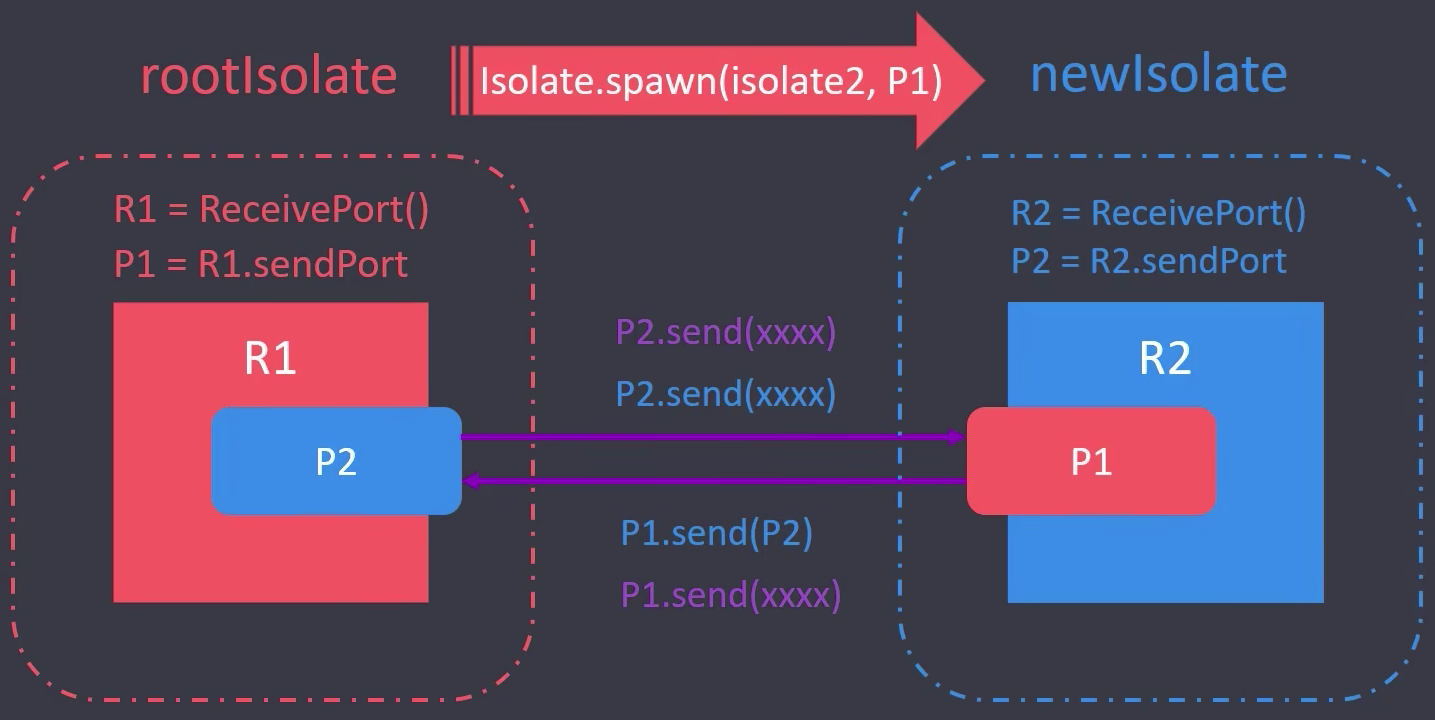 rootIsolate
Isolate.spawn(isolate2, P1)
newIsolate
R1 = ReceivePort()
P1 = R1.sendPort
R1
P2
P2.send(xxxx)
P2.send(xxxx)
P1.send(P2)
P1.send(xxxx)
R2 = ReceivePort()
P2 = R2.sendPort
R2
P1